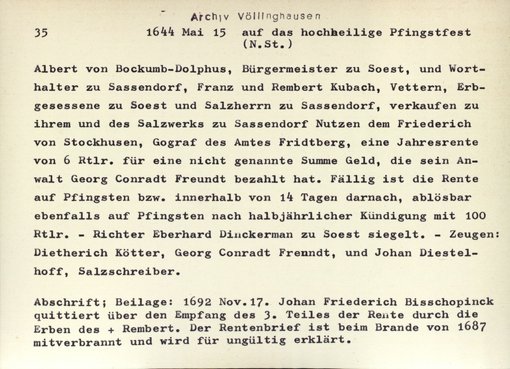 Archiv Völlinghausen
35 1644 Mai 15 auf das hochheilige Pfingstfest
(N.St.)
Albert von Bockumb-Dolphus, Bürgermeister zu Soest, und Wort-
halter zu Sassendorf, Franz und Rembert Kubach, Vettern, Erb-
gesessene zu Soest und Salzherrn zu Sassendorf, verkaufen zu
ihrem und des Salzwerks zu Sassendorf Nutzen dem Friederich
von Stockhusen, Gograf des Amtes Fridtberg, eine Jahresrente
von 6 Rtlr. für eine nicht genannte Summe Geld, die sein An-
walt Georg Conradt Freundt bezahlt hat. Fällig ist die Rente
auf Pfingsten bzw. innerhalb von 14 Tagen darnach, ablösbar
ebenfalls auf Pfingsten nach halbjährlicher Kündigung mit 100
Rtlr. - Richter Eberhard Dinckerman zu Soest siegelt. - Zeugen:
Dietherich Kötter, Georg Conradt Freundt, und Johan Diestel-
hoff, Salzschreiber.
Abschrift; Beilage: 1692 Nov.17. Johan Friederich Bisschopinck
quittiert über den Empfang des 3. Teiles der Rente durch die
Erben des + Rembert. Der Rentenbrief ist beim Brande von 1687
mitverbrannt und wird für ungültig erklärt.